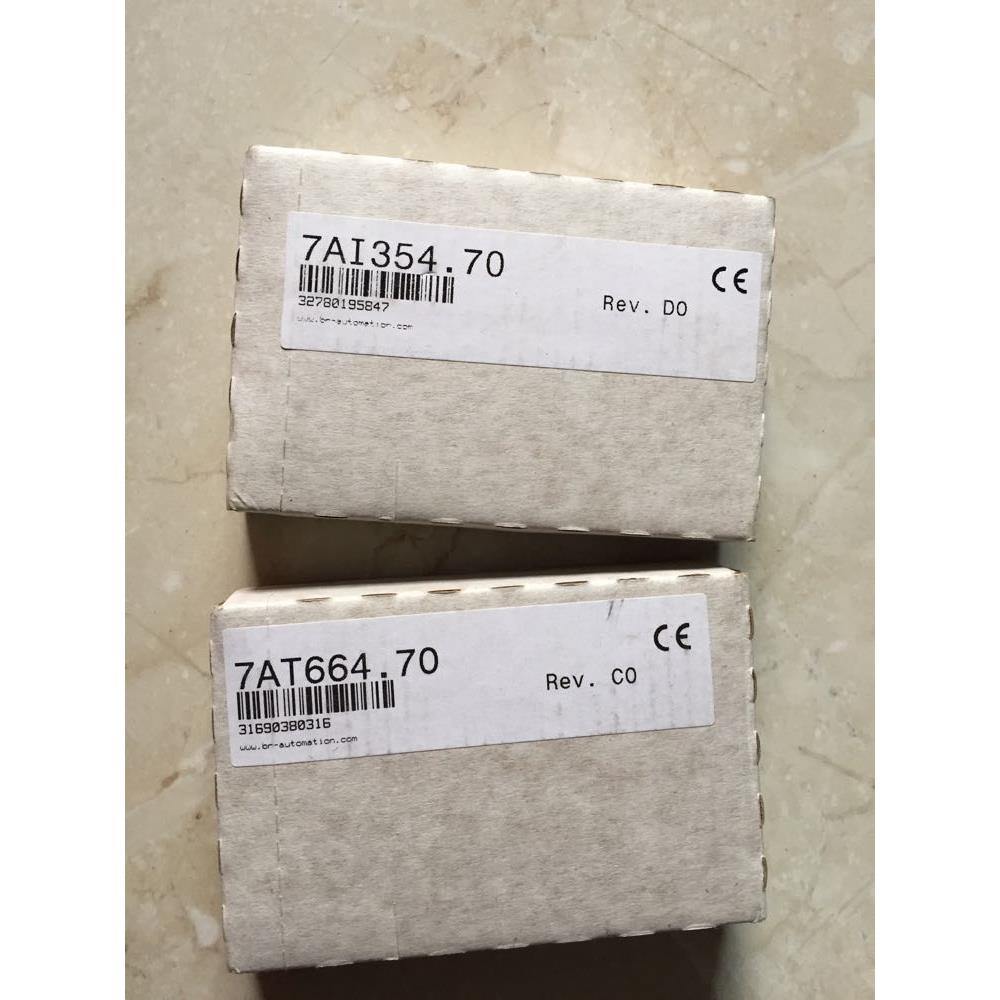 7AI354.70
CE
32780195847
Rev. D0
www.br-automation.com
7AT664.70
CE
31690380316
Rev. C0
www.br-automation.com